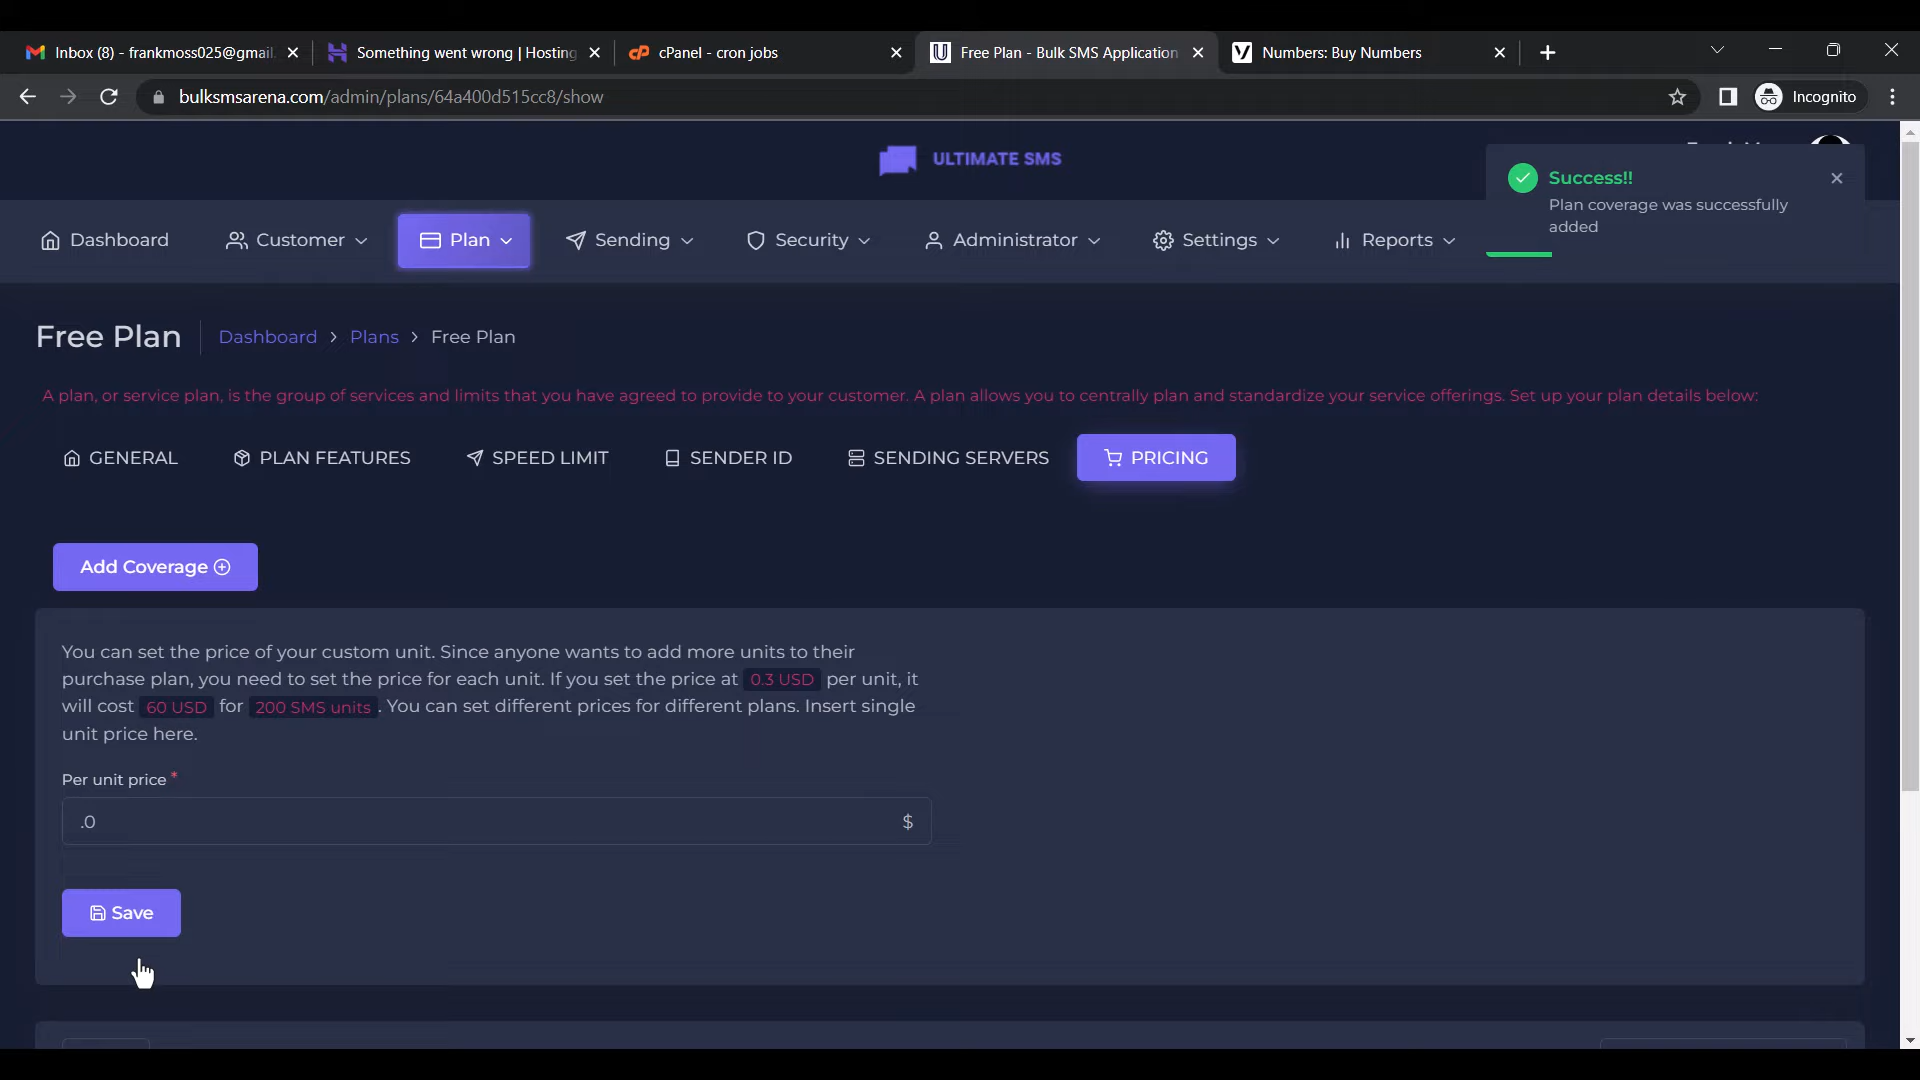 Inbox (8) - frankmoss025@gmail.
Something went wrong | Hosting
cPanel - cron jobs
Free Plan - Bulk SMS Application
Numbers: Buy Numbers
bulksmsarena.com/admin/plans/64a400d515cc8/show
Incognito
ULTIMATE SMS
Success!!
Plan coverage was successfully
added
Dashboard
Customer
Plan
Sending
Security
Administrator
Settings
Reports
Free Plan
Dashboard > Plans > Free Plan
A plan, or service plan, is the group of services and limits that you have agreed to provide to your customer. A plan allows you to centrally plan and standardize your service offerings. Set up your plan details below:
GENERAL
PLAN FEATURES
SPEED LIMIT
SENDER ID
SENDING SERVERS
PRICING
Add Coverage
You can set the price of your custom unit. Since anyone wants to add more units to their
purchase plan, you need to set the price for each unit. If you set the price at 0.3 USD per unit, it
will cost 60 USD for 200 SMS units . You can set different prices for different plans. Insert single
unit price here.
Per unit price *
.0 $
Save